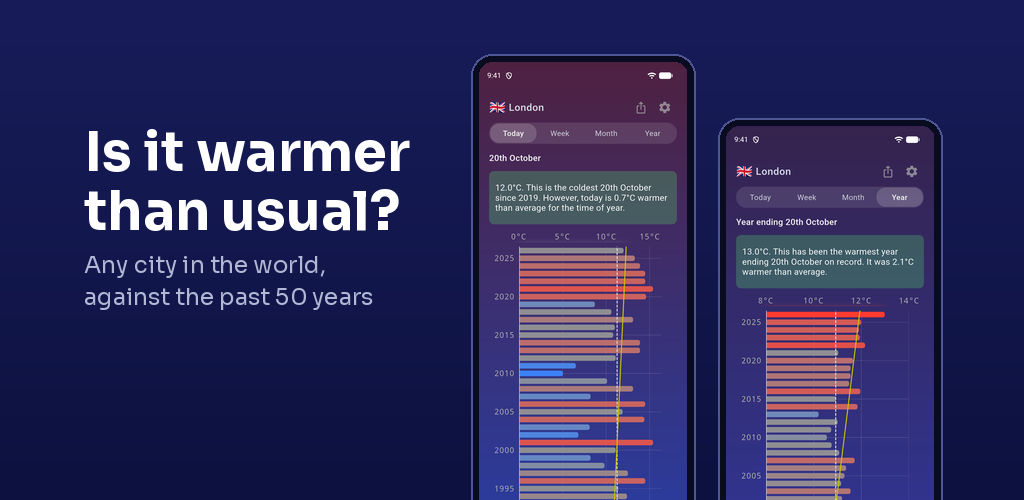 Is it warmer
than usual?
Any city in the world,
against the past 50 years
9:41
London
Today Week Month Year
20th October
12.0°C. This is the coldest 20th October
since 2019. However, today is 0.7°C warmer
than average for the time of year.
0°C 5°C 10°C 15°C
2025
2020
2015
2010
2005
2000
1995
9:41
London
Today Week Month Year
Year ending 20th October
13.0°C. This has been the warmest year
ending 20th October on record. It was 2.1°C
warmer than average.
8°C 10°C 12°C 14°C
2025
2020
2015
2010
2005